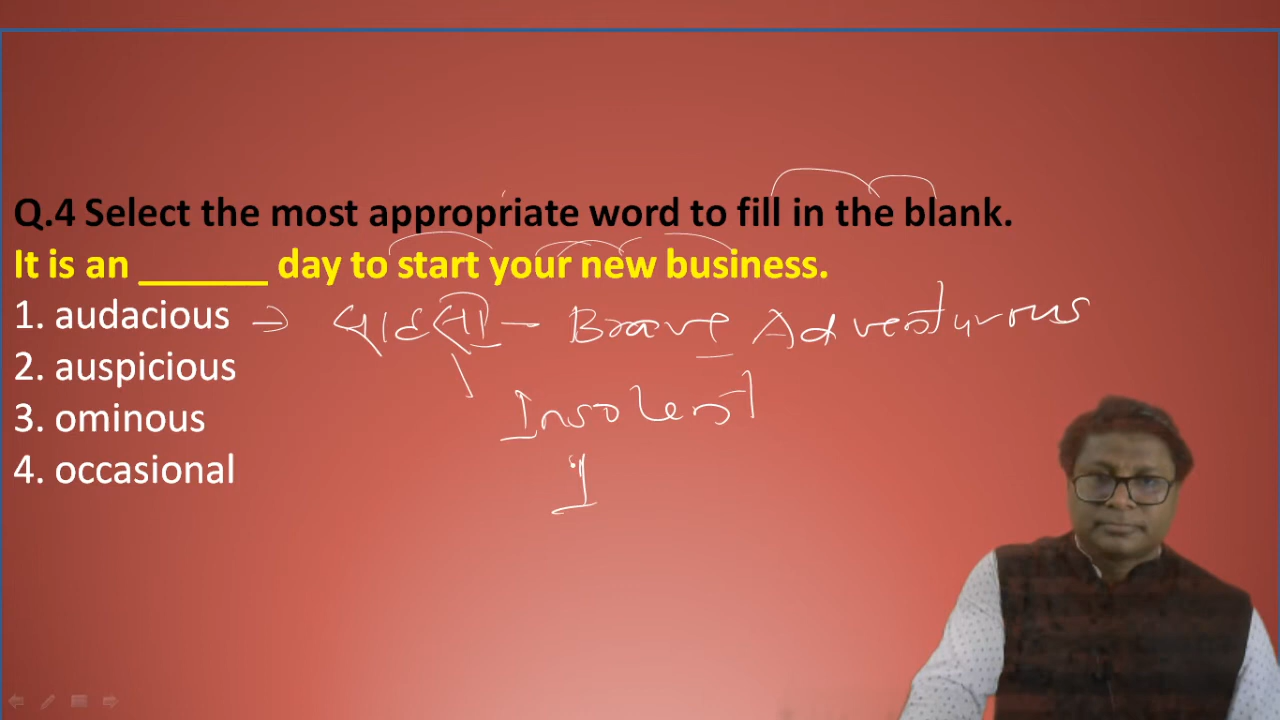 Q.4 Select the most appropriate word to fill in the blank.
It is an ______ day to start your new business.
1. audacious → – Brave Adventurous
2. auspicious
3. ominous Insolent
4. occasional I